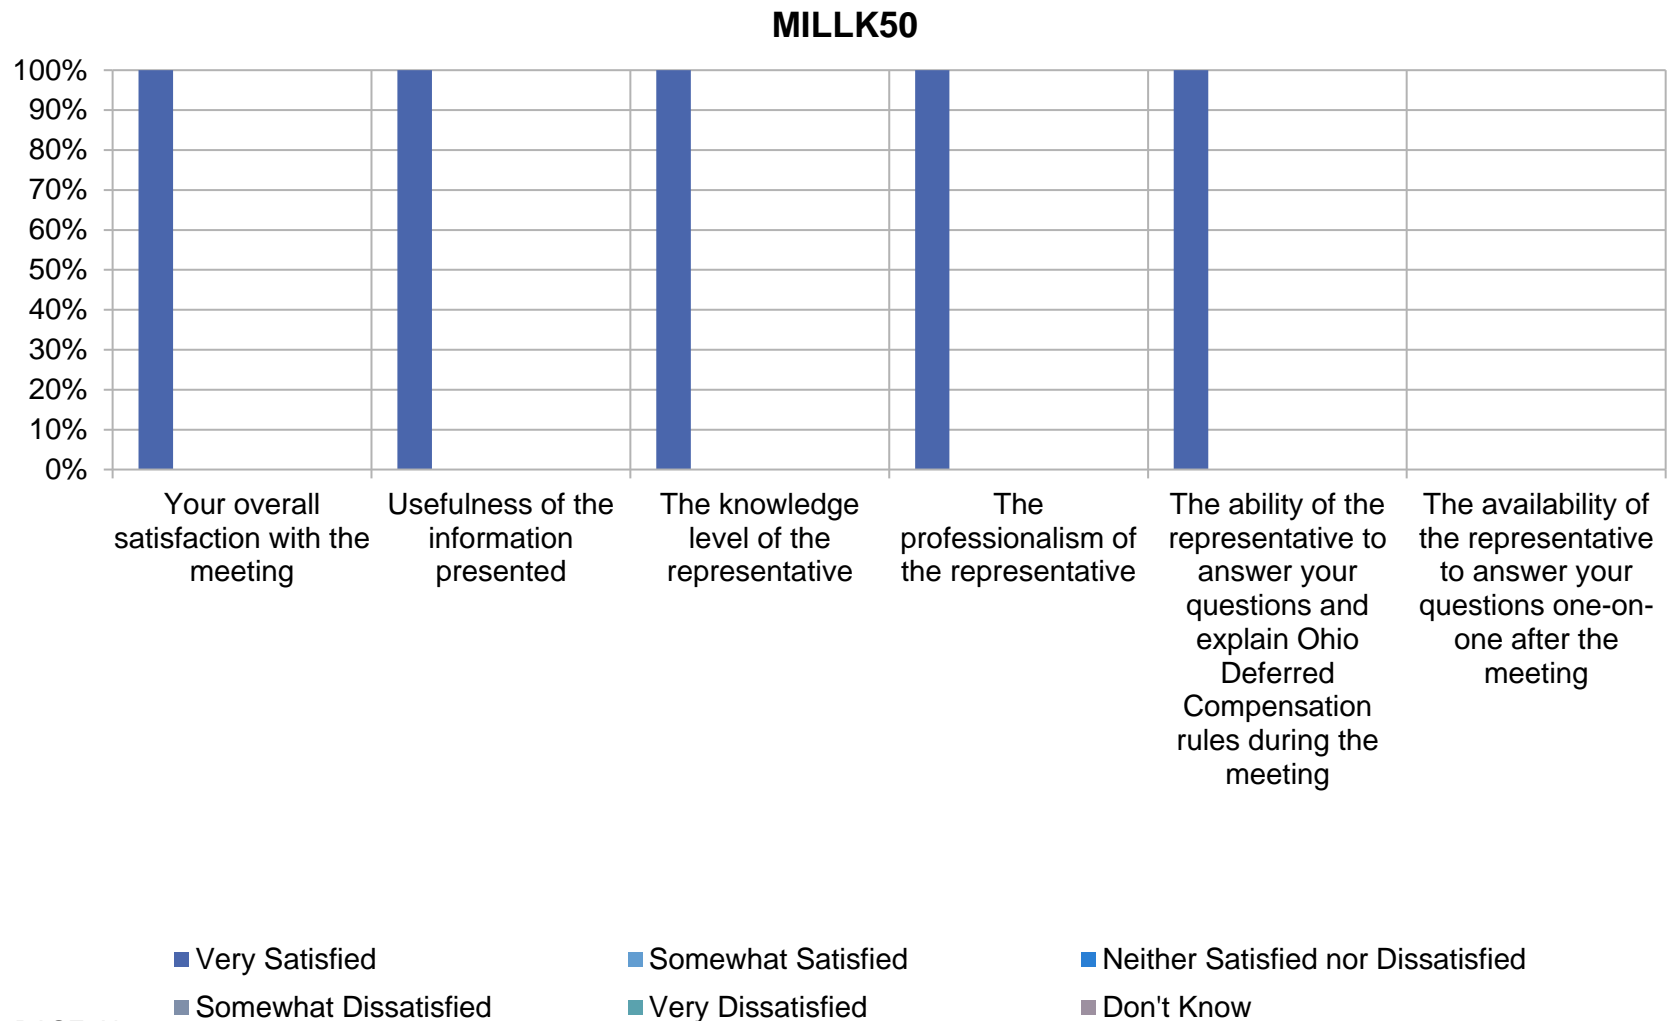 MILLK50
100%
90%
80%
70%
60%
50%
40%
30%
20%
10%
0%
Your overall
satisfaction with the
meeting
Usefulness of the
information
presented
The knowledge
level of the
representative
The
professionalism of
the representative
The ability of the
representative to
answer your
questions and
explain Ohio
Deferred
Compensation
rules during the
meeting
The availability of
the representative
to answer your
questions one-on-
one after the
meeting
Very Satisfied
Somewhat Satisfied
Neither Satisfied nor Dissatisfied
Somewhat Dissatisfied
Very Dissatisfied
Don't Know